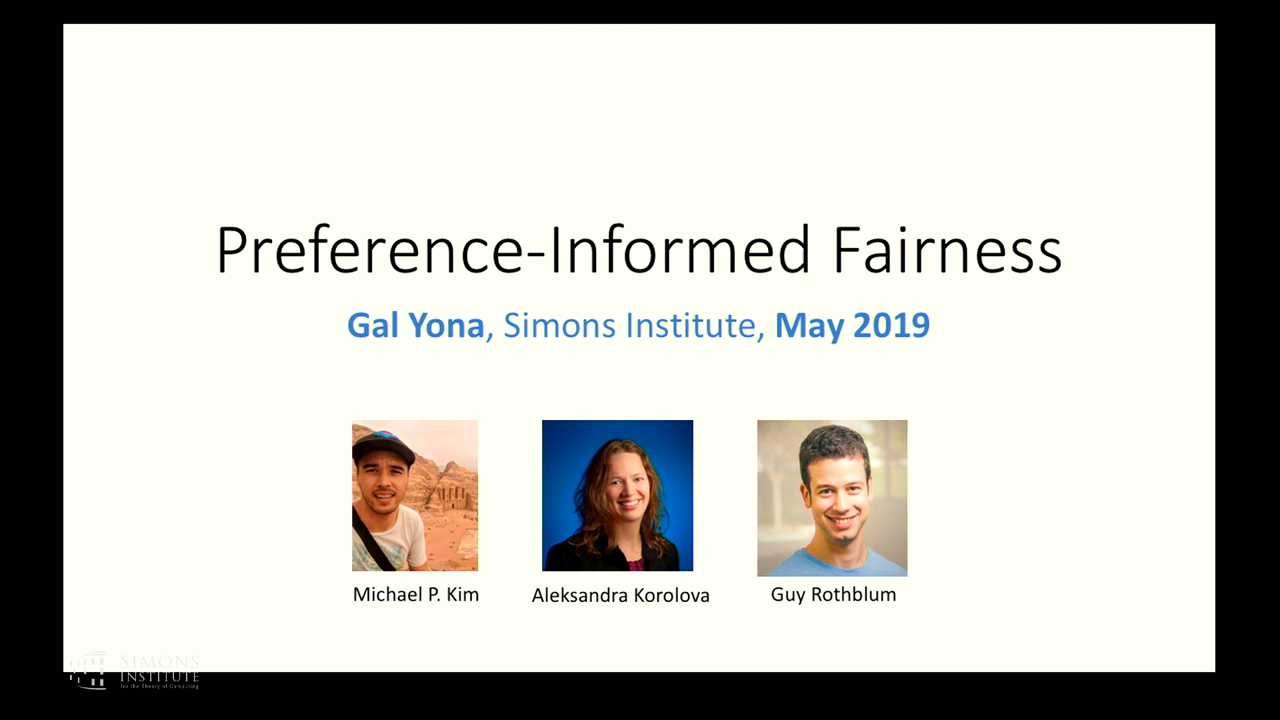 Preference-Informed Fairness
Gal Yona, Simons Institute, May 2019
Michael P. Kim
Aleksandra Korolova
Guy Rothblum
SIMONS
INSTITUTE
for the Theory of Computing